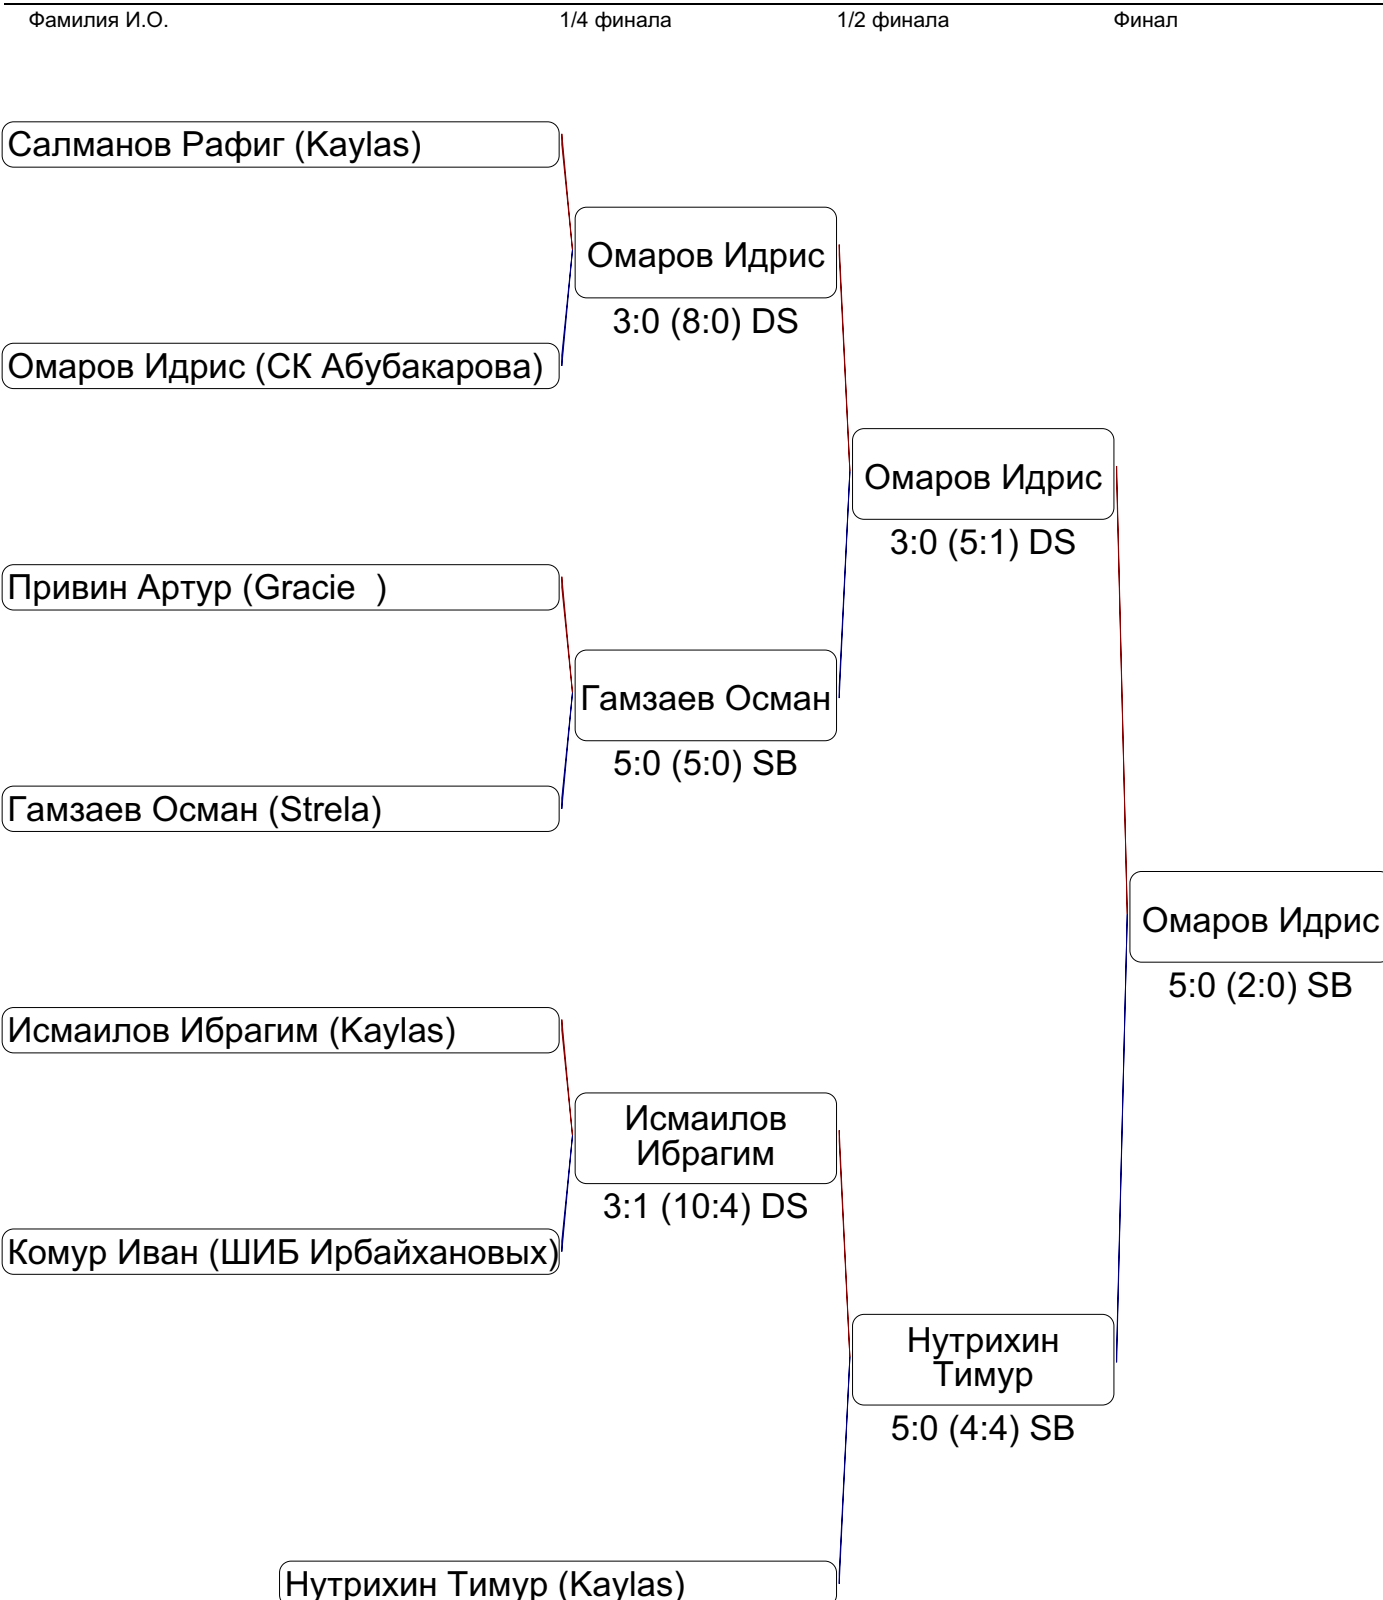 Фамилия И.О. 1/4 финала 1/2 финала Финал
Салманов Рафиг (Kaylas)
Омаров Идрис
3:0 (8:0) DS
Омаров Идрис (СК Абубакарова)
Омаров Идрис
3:0 (5:1) DS
Привин Артур (Gracie )
Гамзаев Осман
5:0 (5:0) SB
Гамзаев Осман (Strela)
Омаров Идрис
5:0 (2:0) SB
Исмаилов Ибрагим (Kaylas)
Исмаилов
Ибрагим
3:1 (10:4) DS
Комур Иван (ШИБ Ирбайхановых)
Нутрихин
Тимур
5:0 (4:4) SB
Нутрихин Тимур (Kaylas)